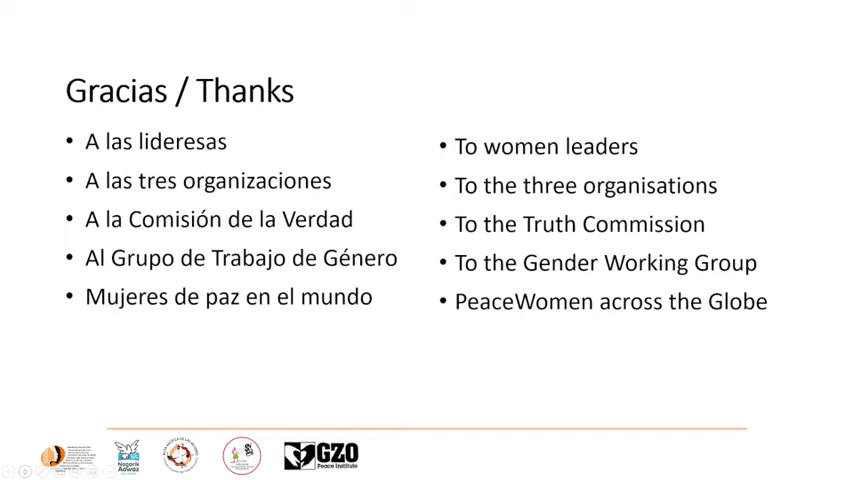 Gracias / Thanks
• A las lideresas
• A las tres organizaciones
• A la Comisión de la Verdad
• Al Grupo de Trabajo de Género
• Mujeres de paz en el mundo
• To women leaders
• To the three organisations
• To the Truth Commission
• To the Gender Working Group
• PeaceWomen across the Globe
Nagarik
Aawaz
GZO
Peace Institute